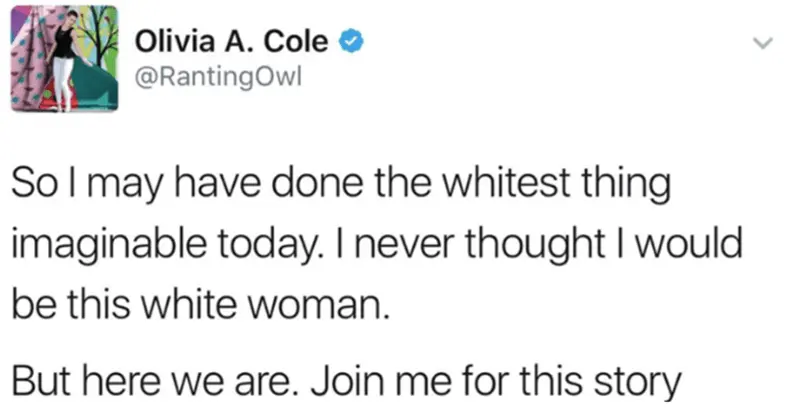 Olivia A. Cole
@RantingOwl
So I may have done the whitest thing
imaginable today. I never thought I would
be this white woman.
But here we are. Join me for this story